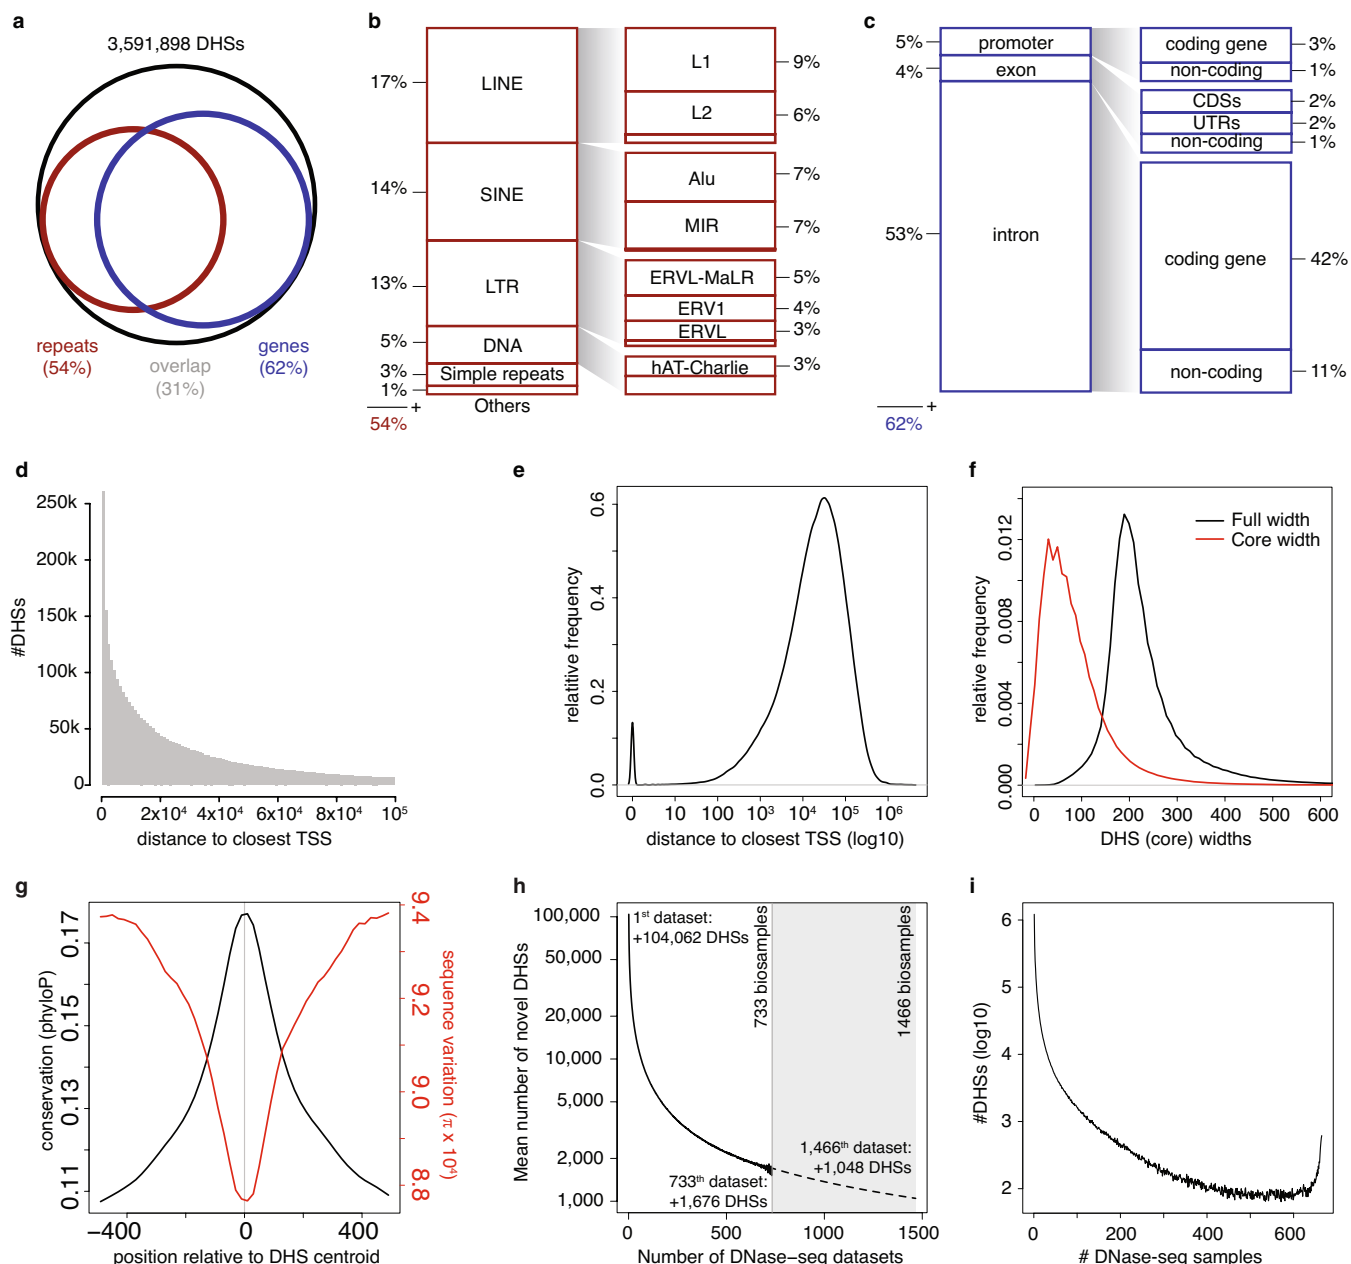 a
3,591,898 DHSs
repeats
(54%)
overlap
(31%)
genes
(62%)
b
17%
14%
13%
5%
3%
1%
+
54%
LINE
SINE
LTR
DNA
Simple repeats
Others
L1
L2
Alu
MIR
ERVL-MaLR
ERV1
ERVL
hAT-Charlie
9%
6%
7%
7%
5%
4%
3%
3%
c
5%
4%
53%
+
62%
promoter
exon
intron
coding gene
non-coding
CDSs
UTRs
non-coding
coding gene
non-coding
3%
1%
2%
2%
1%
42%
11%
d
#DHSs
250k
200k
150k
100k
50k
0
0 2x10⁴ 4x10⁴ 6x10⁴ 8x10⁴ 10⁵
distance to closest TSS
e
relatitive frequency
0.6
0.4
0.2
0.0
0 10 100 10³ 10⁴ 10⁵ 10⁶
distance to closest TSS (log10)
f
relative frequency
0.012
0.008
0.004
0.000
Full width
Core width
0 100 200 300 400 500 600
DHS (core) widths
g
conservation (phyloP)
0.17
0.15
0.13
0.11
9.4
9.2
9.0
8.8
sequence variation (π x 10⁴)
−400 0 400
position relative to DHS centroid
h
Mean number of novel DHSs
100,000
50,000
20,000
10,000
5,000
2,000
1,000
1st dataset:
+104,062 DHSs
733 biosamples
1466 biosamples
733th dataset:
+1,676 DHSs
1,466th dataset:
+1,048 DHSs
0 500 1000 1500
Number of DNase−seq datasets
i
#DHSs (log10)
6
5
4
3
2
0 200 400 600
# DNase-seq samples